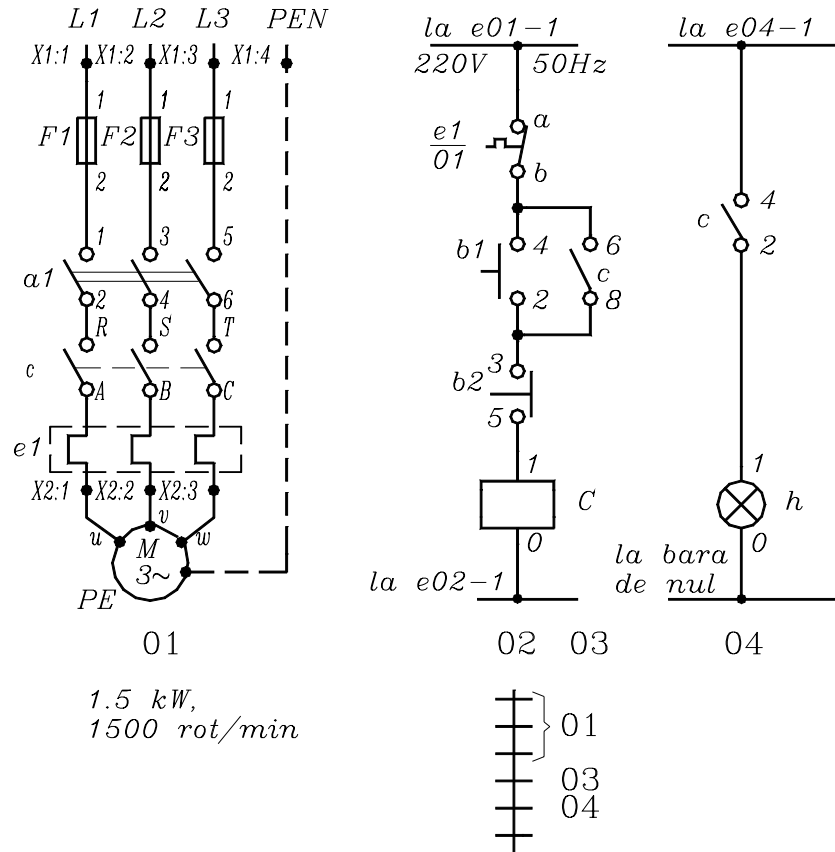 L1 L2 L3 PEN
X1:1 X1:2 X1:3 X1:4
1 1 1
F1 F2 F3
2 2 2
1 3 5
a1
2 4 6
R S T
c
A B C
e1
X2:1 X2:2 X2:3
u v w
M
3~
PE
01
1.5 kW,
1500 rot/min
la e01-1
220V 50Hz
a
e1
01
b
b1 4 6
c
2 8
3
b2
5
1
C
0
la e02-1
02 03
01
03
04
la e04-1
4
c
2
1
h
0
la bara
de nul
04